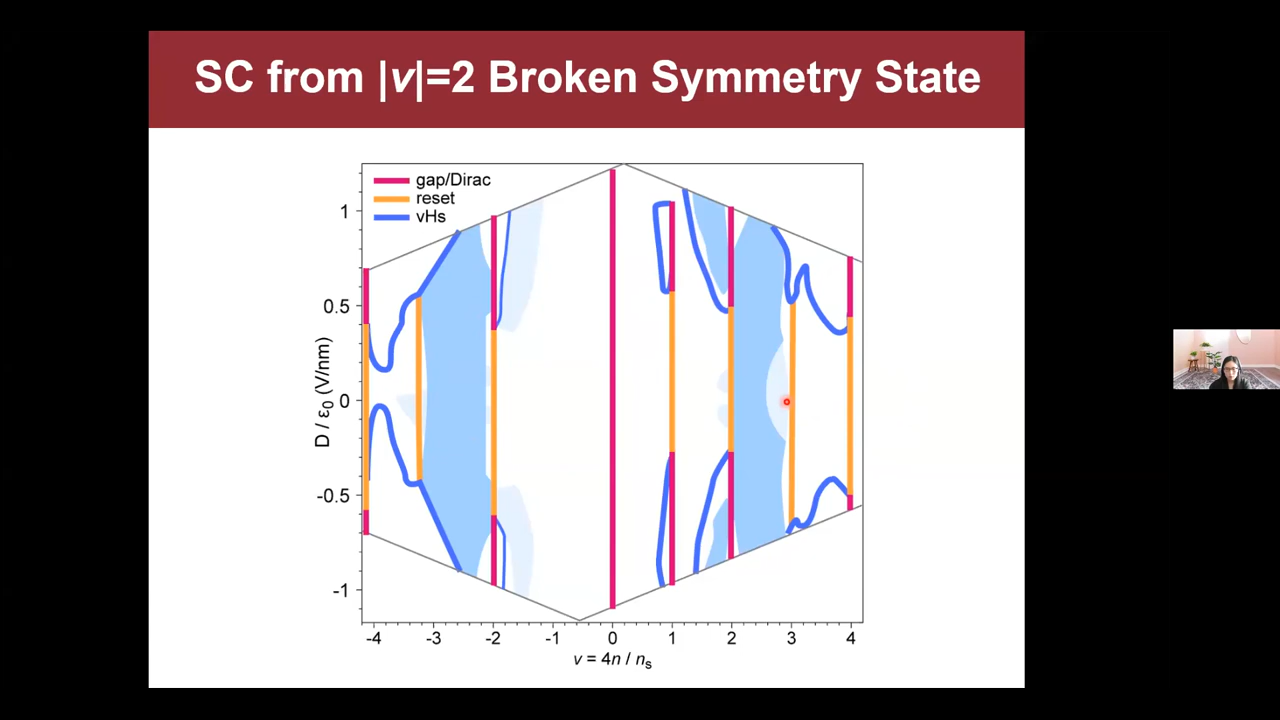 SC from |v|=2 Broken Symmetry State
gap/Dirac
reset
vHs
1
0.5
0
-0.5
-1
D / ε0 (V/nm)
-4 -3 -2 -1 0 1 2 3 4
v = 4n / ns